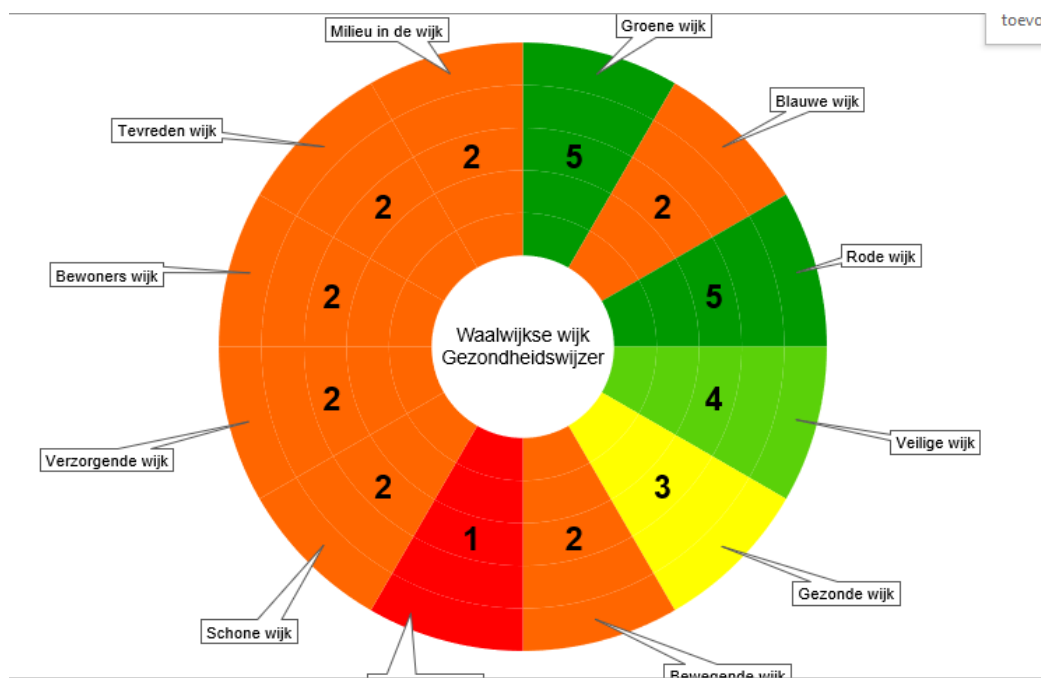 toevo
Milieu in de wijk
Groene wijk
Blauwe wijk
Tevreden wijk
2
5
2
2
Rode wijk
Bewoners wijk
2
5
Waalwijkse wijk
Gezondheidswijzer
2
4
Veilige wijk
Verzorgende wijk
2
3
1
2
Gezonde wijk
Schone wijk
Bewegende wijk